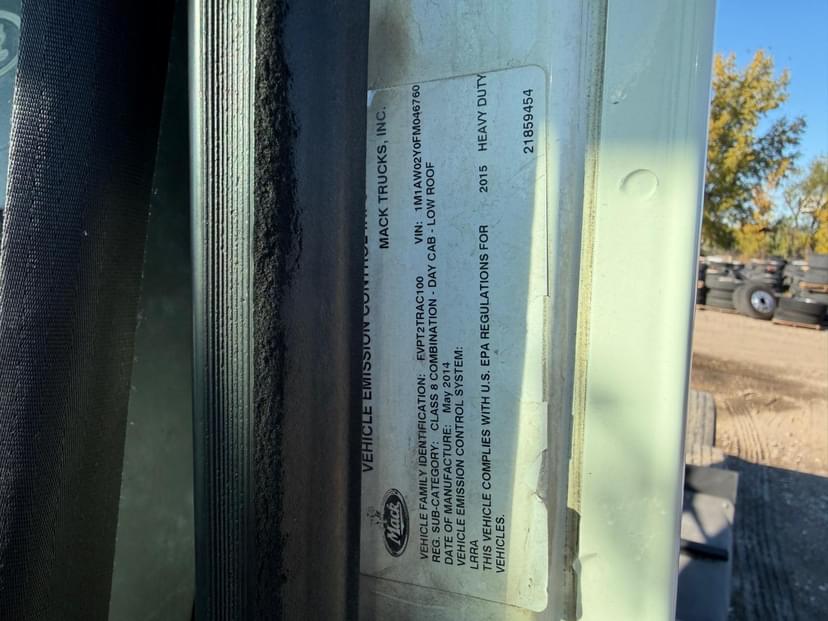 VEHICLE EMISSION CONTROL
Mack
MACK TRUCKS, INC.
VEHICLE FAMILY IDENTIFICATION: FVPT2TRAC100 VIN: 1M1AW02Y0FM046760
REG. SUB-CATEGORY: CLASS 8 COMBINATION - DAY CAB - LOW ROOF
DATE OF MANUFACTURE: May 2014
VEHICLE EMISSION CONTROL SYSTEM:
LRRA
THIS VEHICLE COMPLIES WITH U.S. EPA REGULATIONS FOR 2015 HEAVY DUTY
VEHICLES.
21859454